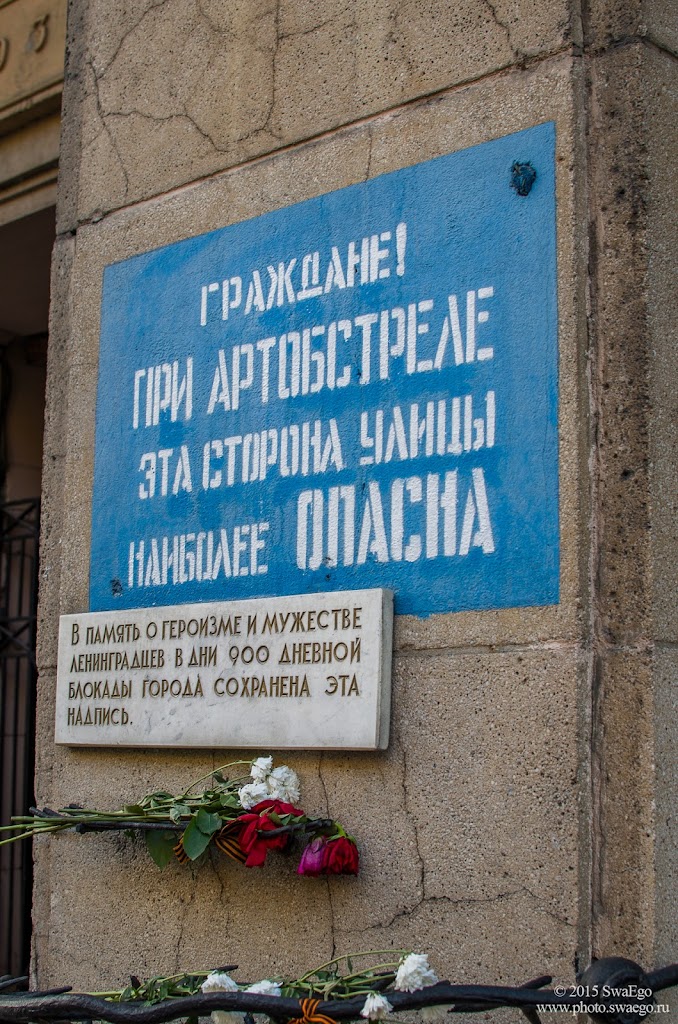 ГРАЖДАНЕ!
ПРИ АРТОБСТРЕЛЕ
ЭТА СТОРОНА УЛИЦЫ
НАИБОЛЕЕ ОПАСНА
В ПАМЯТЬ О ГЕРОИЗМЕ И МУЖЕСТВЕ
ЛЕНИНГРАДЦЕВ В ДНИ 900 ДНЕВНОЙ
БЛОКАДЫ ГОРОДА СОХРАНЕНА ЭТА
НАДПИСЬ.
© 2015 SwaEgo
www.photo.swaego.ru